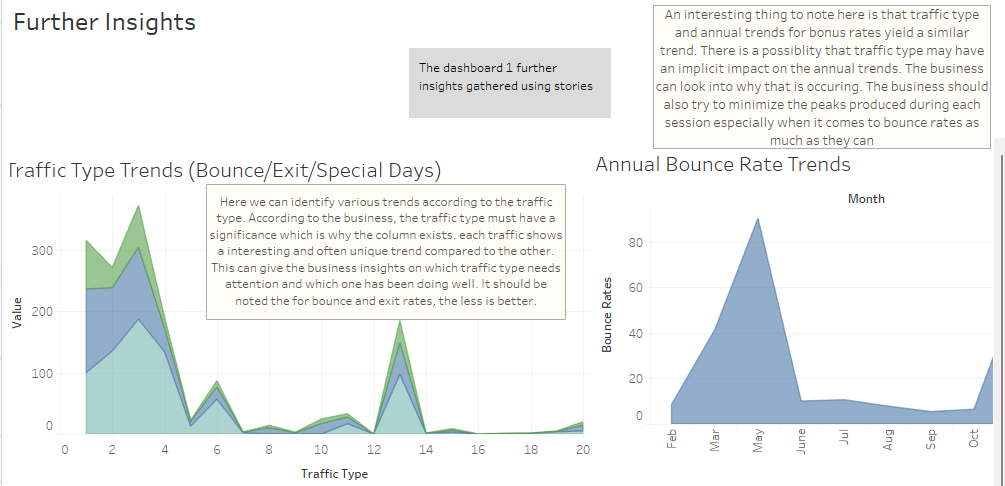 Further Insights
The dashboard 1 further
insights gathered using stories
An interesting thing to note here is that traffic type
and annual trends for bonus rates yield a similar
trend. There is a possiblity that traffic type may have
an implicit impact on the annual trends. The business
can look into why that is occuring. The business should
also try to minimize the peaks produced during each
session especially when it comes to bounce rates as
much as they can
Traffic Type Trends (Bounce/Exit/Special Days)
Here we can identify various trends according to the traffic
type. According to the business, the traffic type must have a
significance which is why the column exists. each traffic shows
a interesting and often unique trend compared to the other.
This can give the business insights on which traffic type needs
attention and which one has been doing well. It should be
noted the for bounce and exit rates, the less is better.
Value
300
200
100
0
0 2 4 6 8 10 12 14 16 18 20
Traffic Type
Annual Bounce Rate Trends
Month
Bounce Rates
80
60
40
20
0
Feb Mar May June Jul Aug Sep Oct